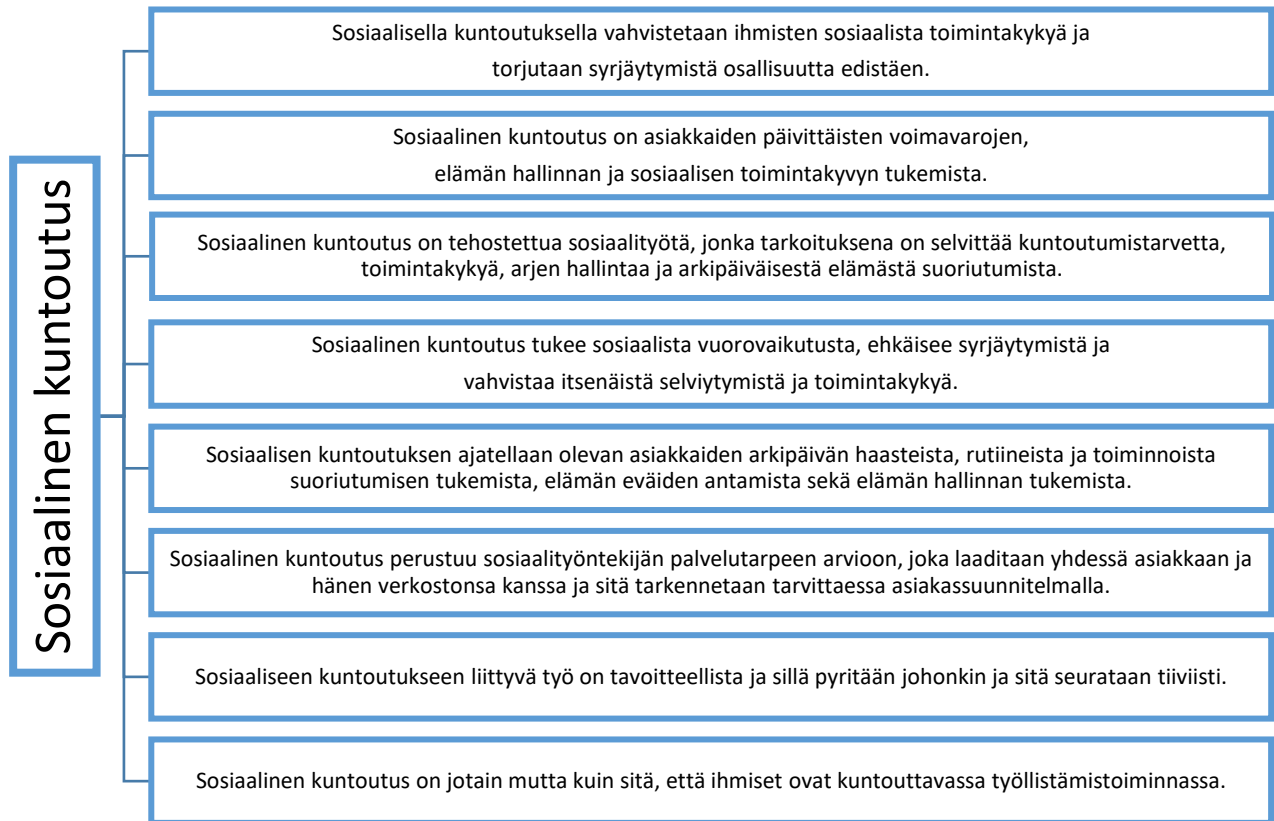 Sosiaalinen kuntoutus
Sosiaalisella kuntoutuksella vahvistetaan ihmisten sosiaalista toimintakykyä ja
torjutaan syrjäytymistä osallisuutta edistäen.
Sosiaalinen kuntoutus on asiakkaiden päivittäisten voimavarojen,
elämän hallinnan ja sosiaalisen toimintakyvyn tukemista.
Sosiaalinen kuntoutus on tehostettua sosiaalityötä, jonka tarkoituksena on selvittää kuntoutumistarvetta,
toimintakykyä, arjen hallintaa ja arkipäiväisestä elämästä suoriutumista.
Sosiaalinen kuntoutus tukee sosiaalista vuorovaikutusta, ehkäisee syrjäytymistä ja
vahvistaa itsenäistä selviytymistä ja toimintakykyä.
Sosiaalisen kuntoutuksen ajatellaan olevan asiakkaiden arkipäivän haasteista, rutiineista ja toiminnoista
suoriutumisen tukemista, elämän eväiden antamista sekä elämän hallinnan tukemista.
Sosiaalinen kuntoutus perustuu sosiaalityöntekijän palvelutarpeen arvioon, joka laaditaan yhdessä asiakkaan ja
hänen verkostonsa kanssa ja sitä tarkennetaan tarvittaessa asiakassuunnitelmalla.
Sosiaaliseen kuntoutukseen liittyvä työ on tavoitteellista ja sillä pyritään johonkin ja sitä seurataan tiiviisti.
Sosiaalinen kuntoutus on jotain mutta kuin sitä, että ihmiset ovat kuntouttavassa työllistämistoiminnassa.